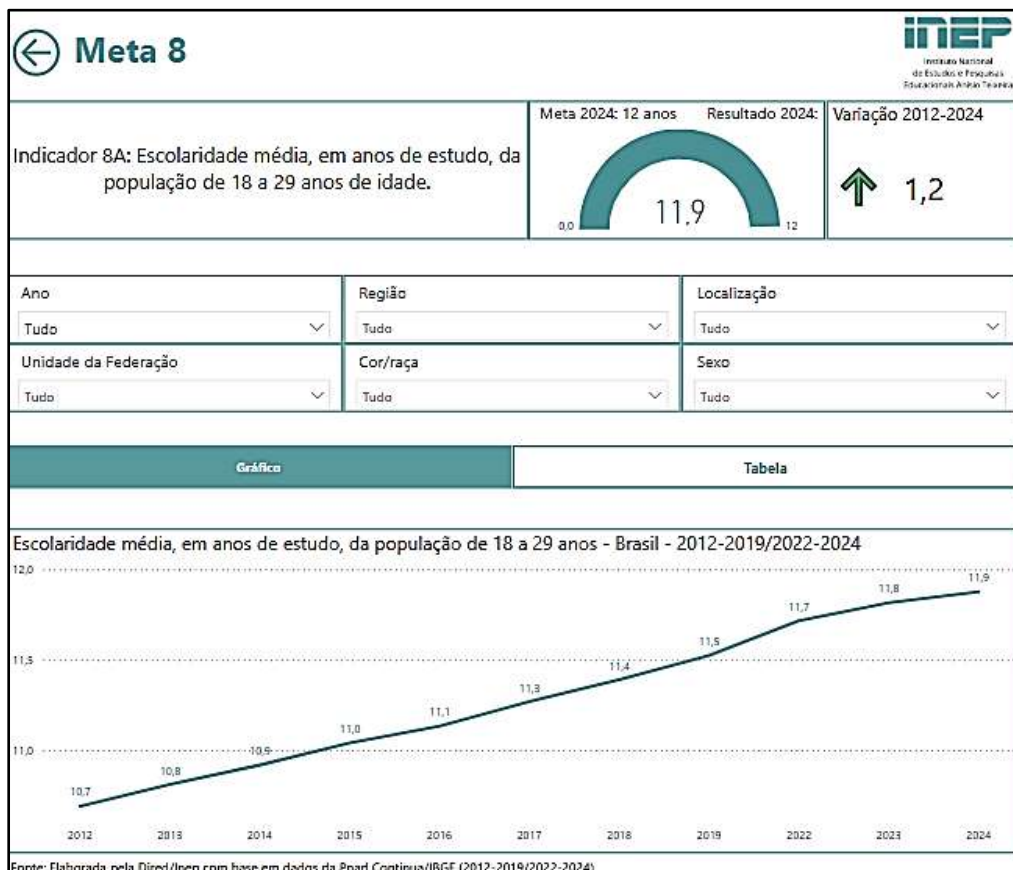 Meta 8
inep
Instituto Nacional
de Estudos e Pesquisas
Educacionais Anísio Teixeira
Indicador 8A: Escolaridade média, em anos de estudo, da
população de 18 a 29 anos de idade.
Meta 2024: 12 anos Resultado 2024:
11,9
0,0 12
Variação 2012-2024
1,2
Ano Região Localização
Tudo Tudo Tudo
Unidade da Federação Cor/raça Sexo
Tudo Tudo Tudo
Gráfico Tabela
Escolaridade média, em anos de estudo, da população de 18 a 29 anos - Brasil - 2012-2019/2022-2024
12,0
11,5
11,0
10,7 10,8 10,9 11,0 11,1 11,3 11,4 11,5 11,7 11,8 11,9
2012 2013 2014 2015 2016 2017 2018 2019 2022 2023 2024
Fonte: Elaborada pela Dired/Inep com base em dados da Pnad Contínua/IBGE (2012-2019/2022-2024)